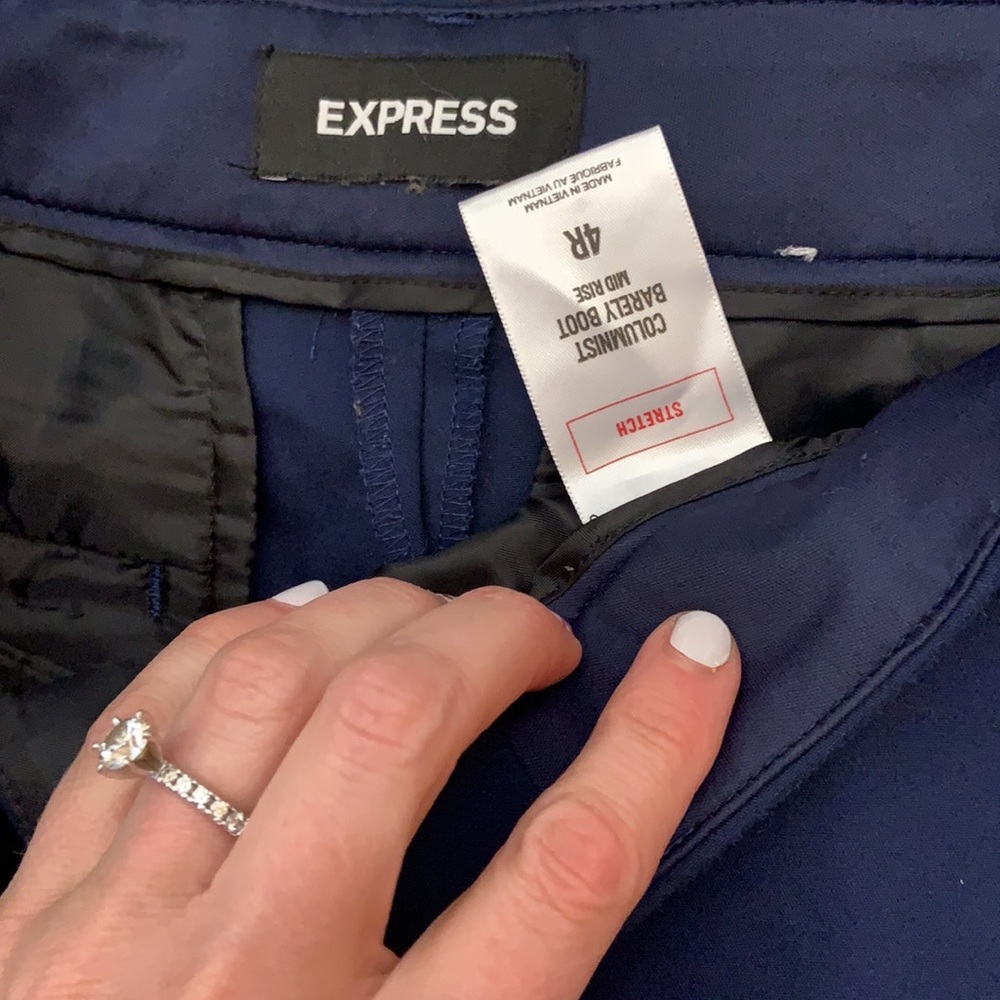 EXPRESS
STRETCH
COLUMNIST
BARELY BOOT
MID RISE
4R
MADE IN VIETNAM
FABRIQUÉ AU VIETNAM